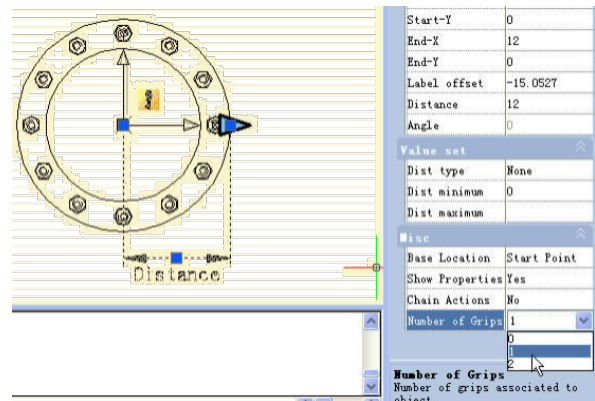 Start-Y 0
End-X 12
End-Y 0
Label offset -15.0527
Distance 12
Angle 0
Value set
Dist type None
Dist minimum 0
Dist maximum
Misc
Base Location Start Point
Show Properties Yes
Chain Actions No
Number of Grips 1
0
1
2
Number of Grips
Number of grips associated to
object
Distance